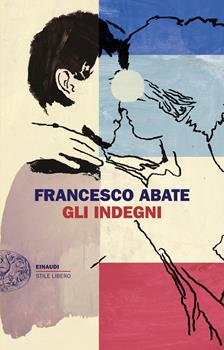 FRANCESCO ABATE
GLI INDEGNI
EINAUDI
STILE LIBERO